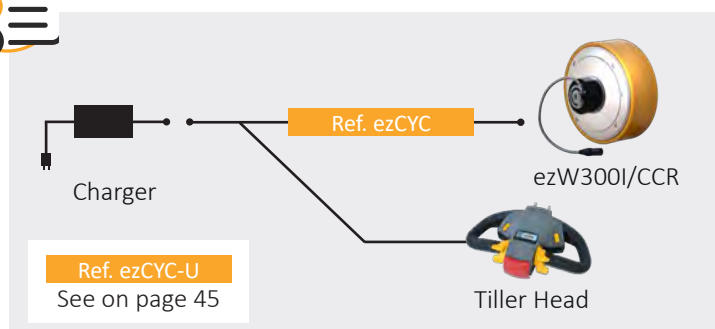 Ref. ezCYC
ezW300I/CCR
Charger
Ref. ezCYC-U
See on page 45
Tiller Head